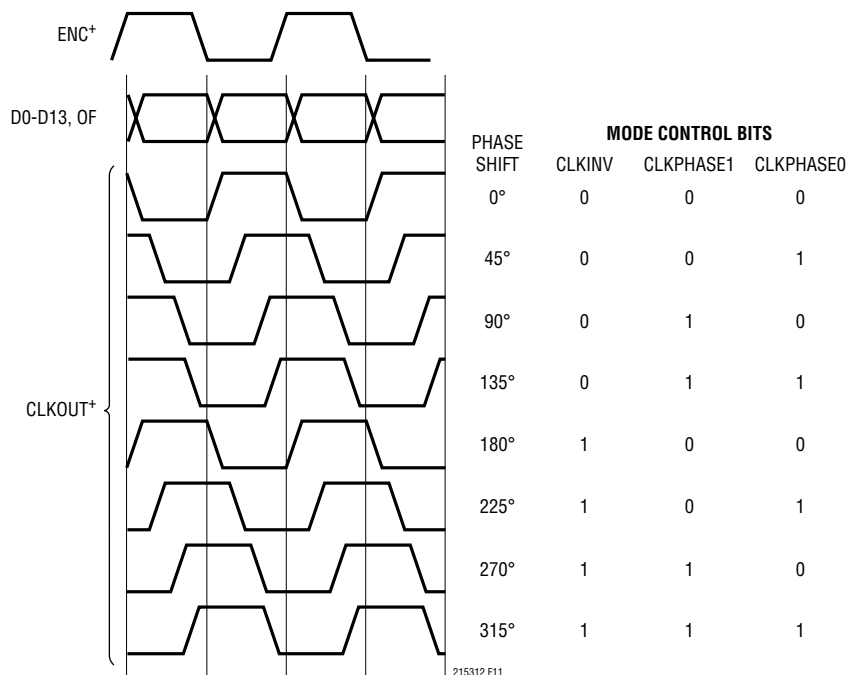 ENC+
D0-D13, OF
CLKOUT+
MODE CONTROL BITS
PHASE SHIFT CLKINV CLKPHASE1 CLKPHASE0
0° 0 0 0
45° 0 0 1
90° 0 1 0
135° 0 1 1
180° 1 0 0
225° 1 0 1
270° 1 1 0
315° 1 1 1
215312 F11